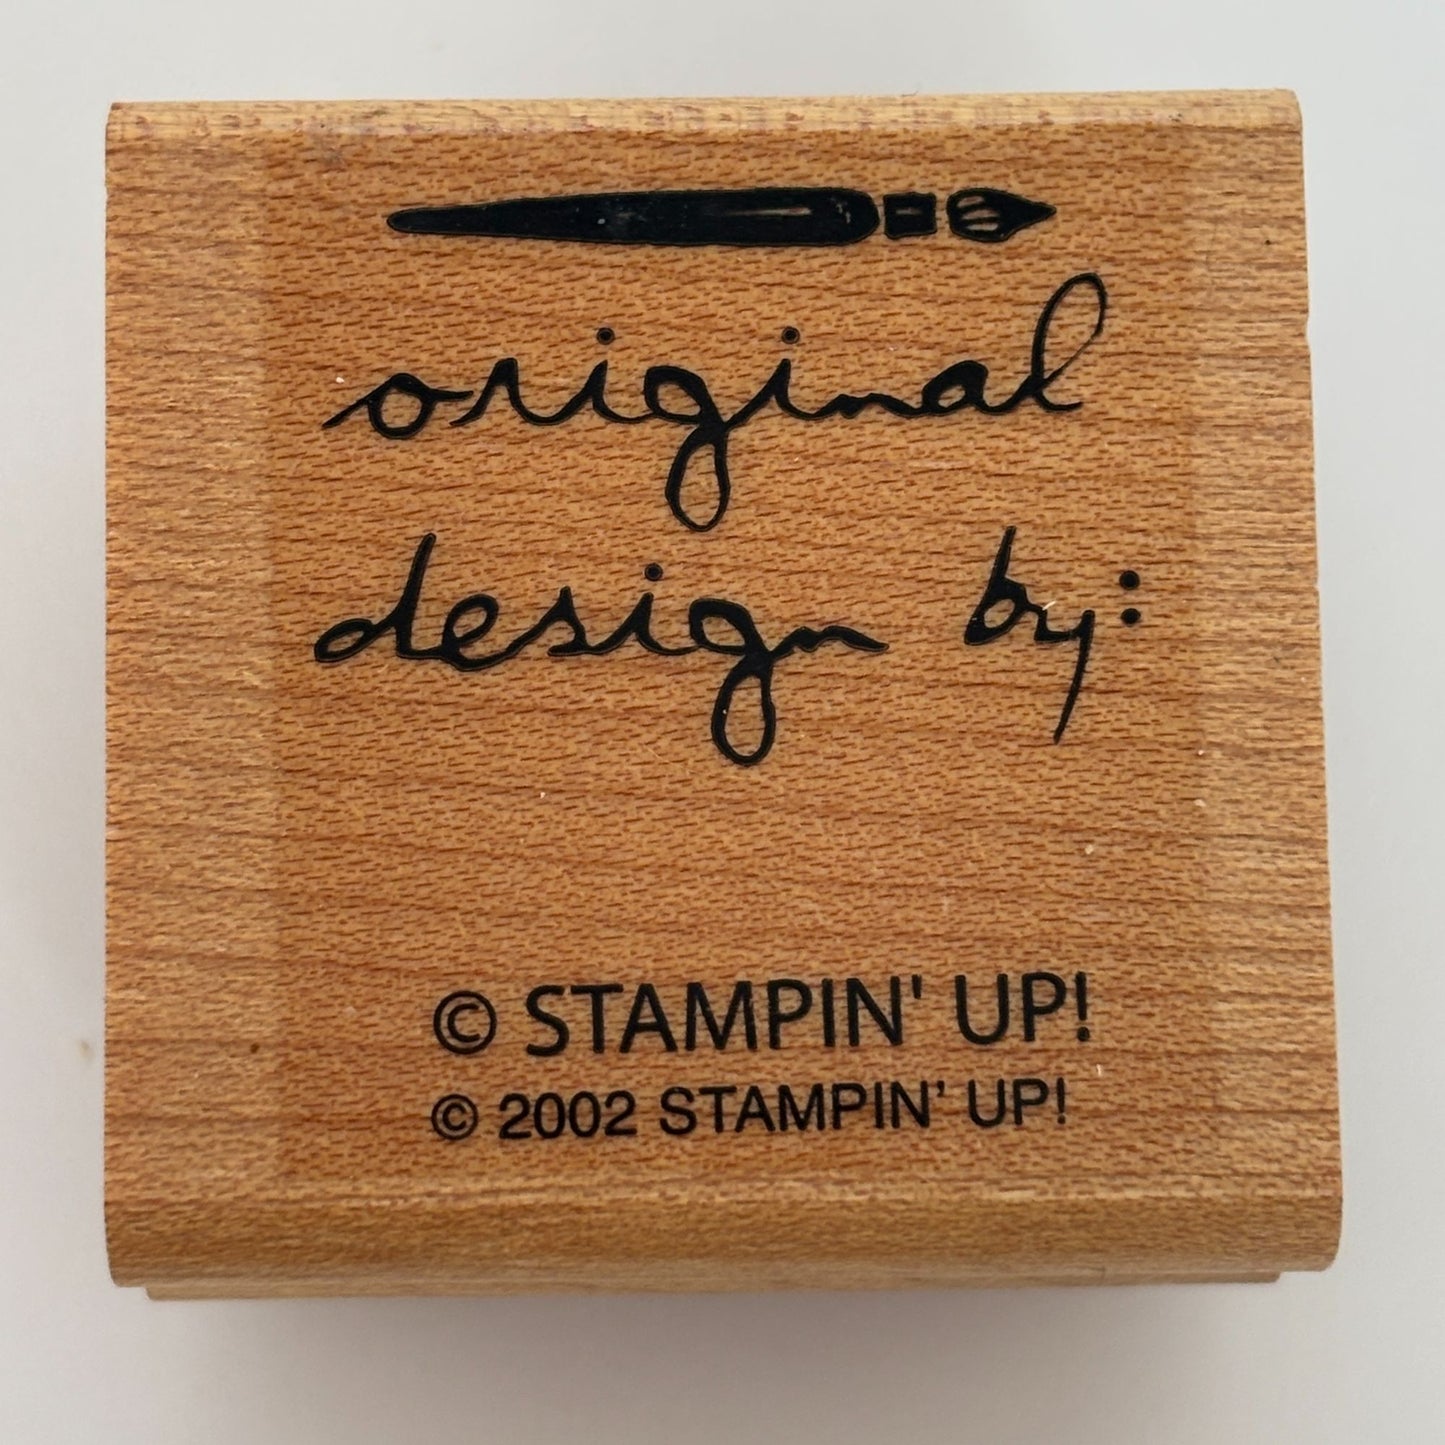 original
design by:
© STAMPIN' UP!
© 2002 STAMPIN' UP!